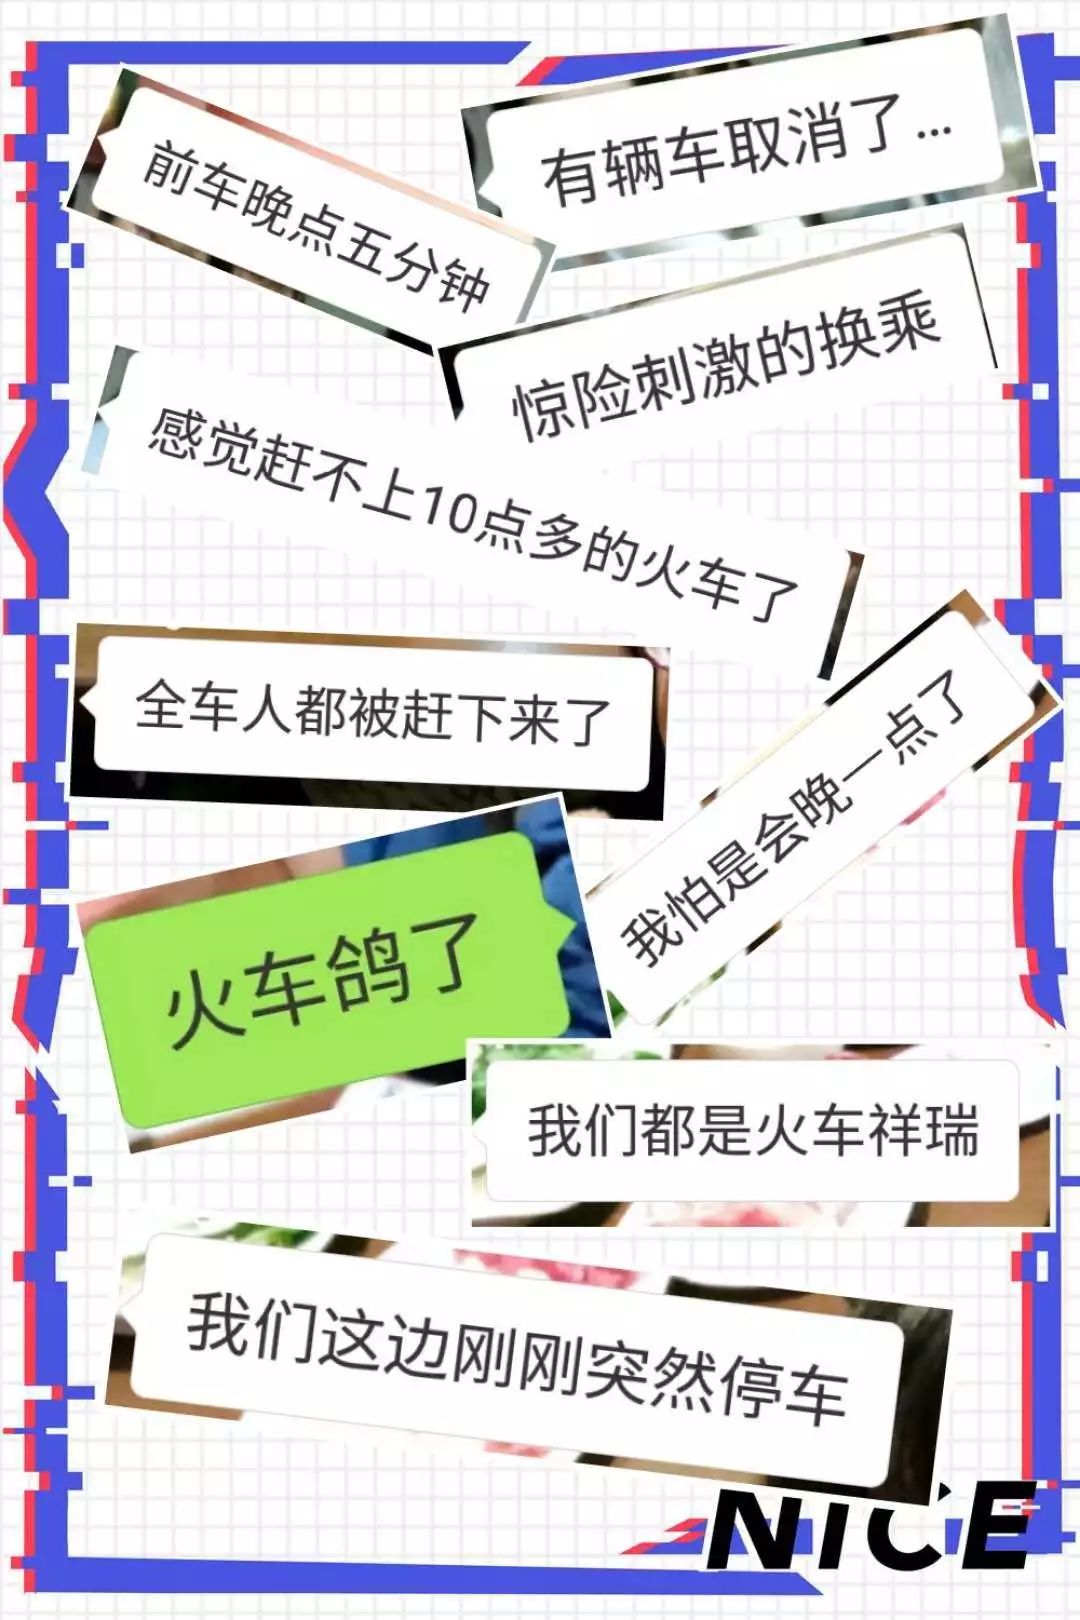 前车晚点五分钟
有辆车取消了...
惊险刺激的换乘
感觉赶不上10点多的火车了
全车人都被赶下来了
我怕是会晚一点了
火车鸽了
我们都是火车祥瑞
我们这边刚刚突然停车
NICE